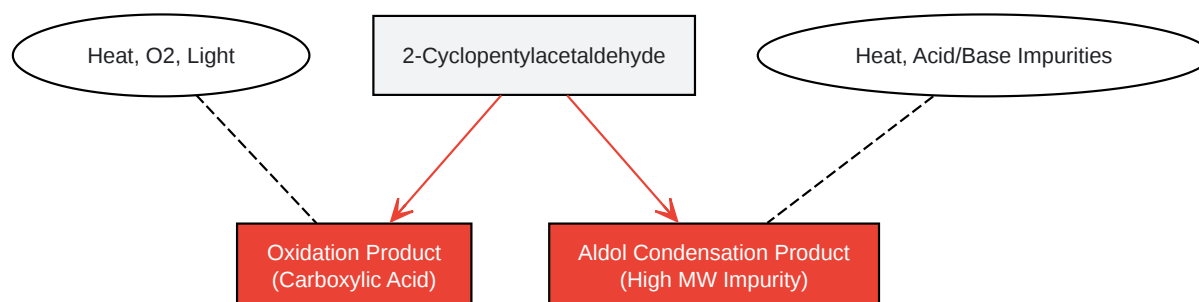 Heat, O2, Light
2-Cyclopentylacetaldehyde
Heat, Acid/Base Impurities
Oxidation Product
(Carboxylic Acid)
Aldol Condensation Product
(High MW Impurity)